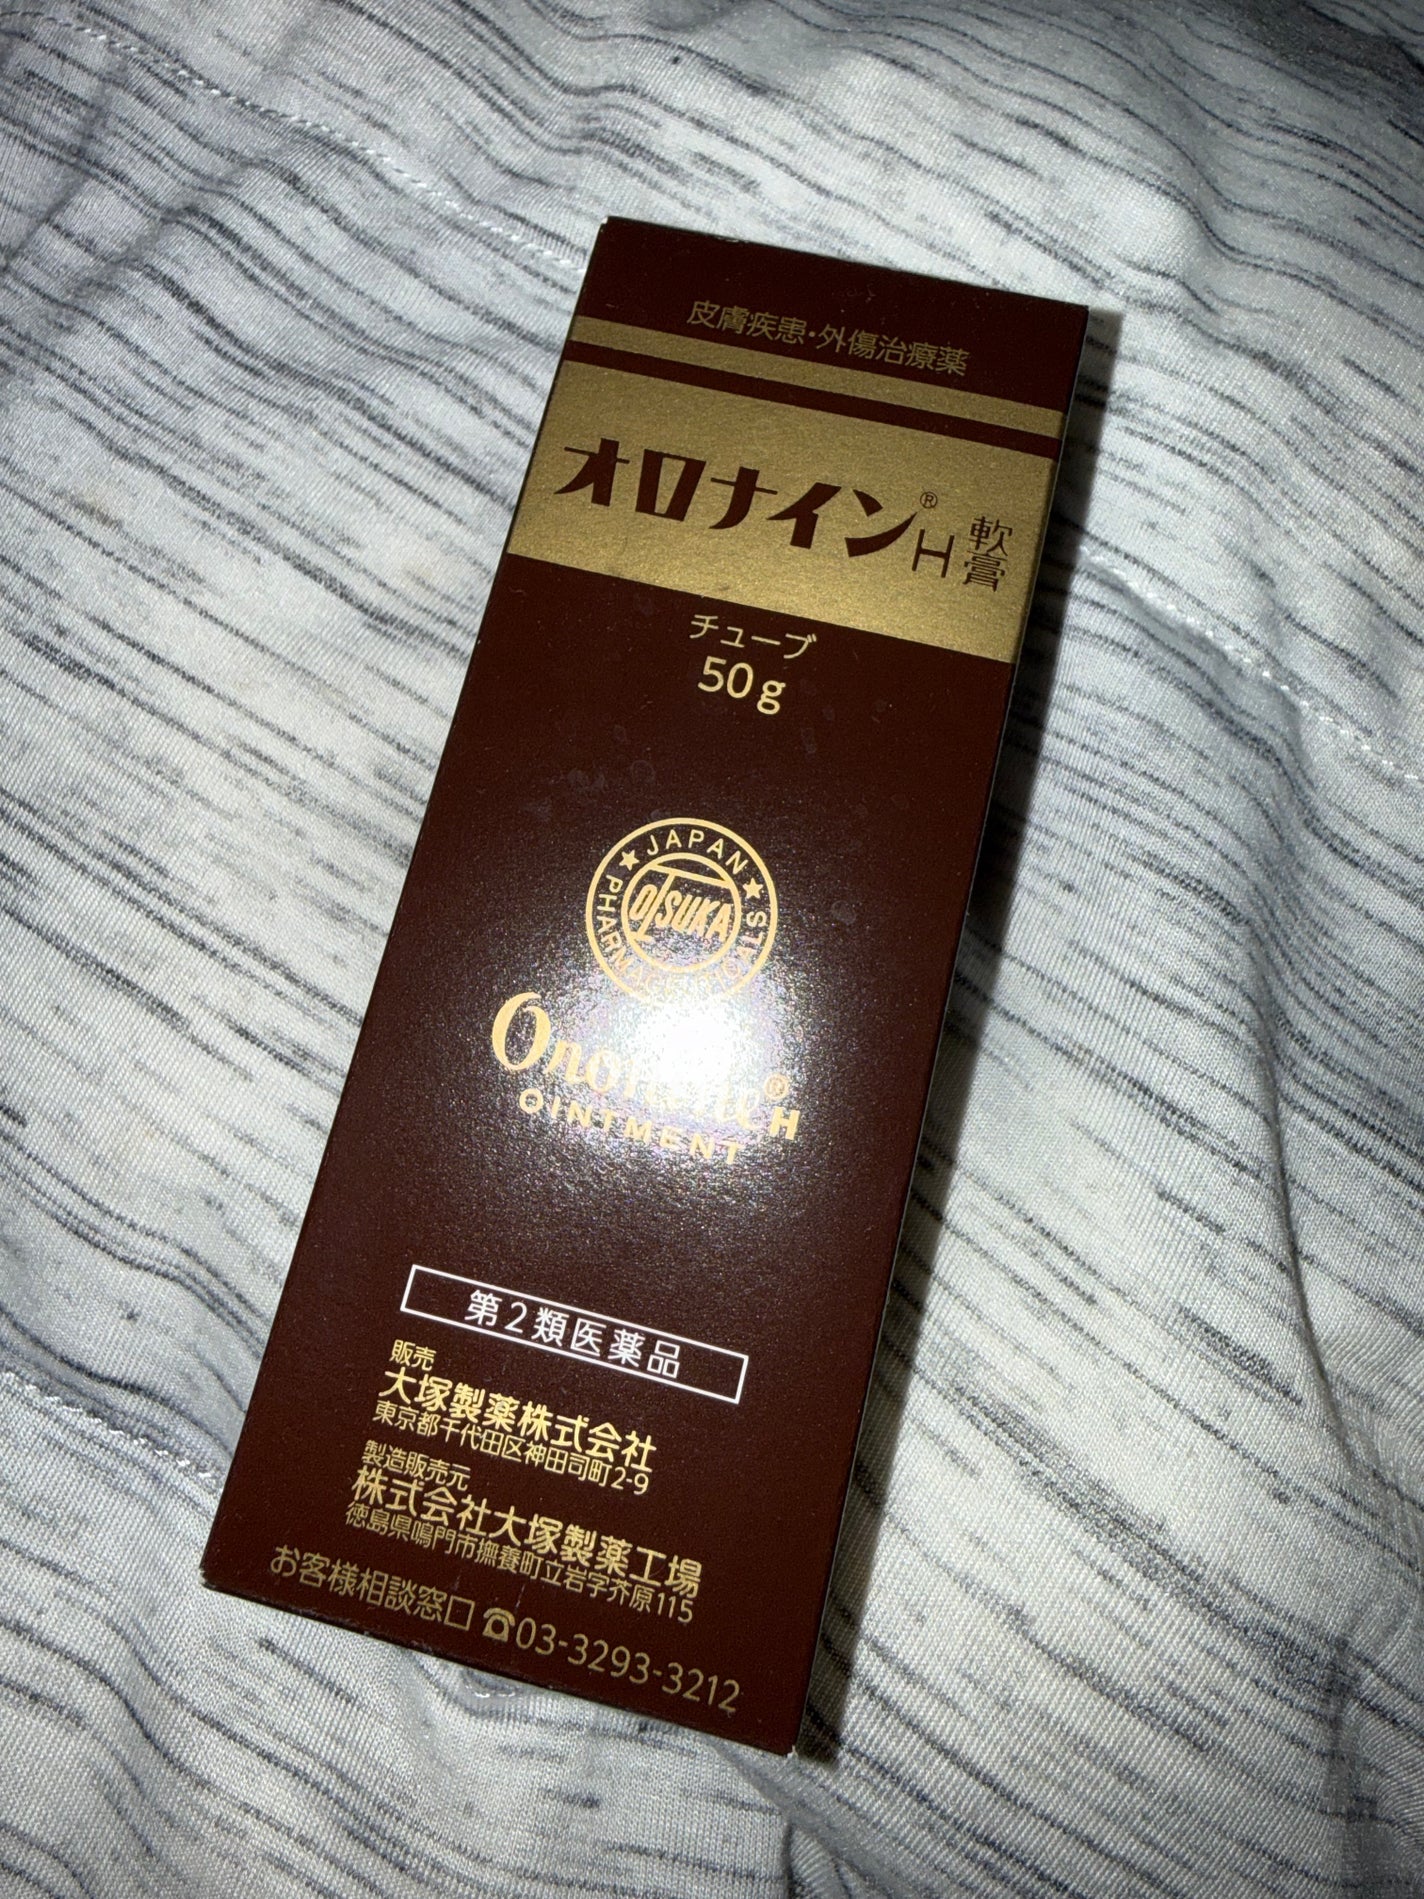 皮膚疾患・外傷治療薬
オロナイン®H軟膏
チューブ
50g
★ JAPAN ★
PHARMACEUTICALS
OTSUKA
OINTMENT
第2類医薬品
販売
大塚製薬株式会社
東京都千代田区神田司町2-9
製造販売元
株式会社大塚製薬工場
徳島県鳴門市撫養町立岩字芥原115
お客様相談窓口 ☎03-3293-3212